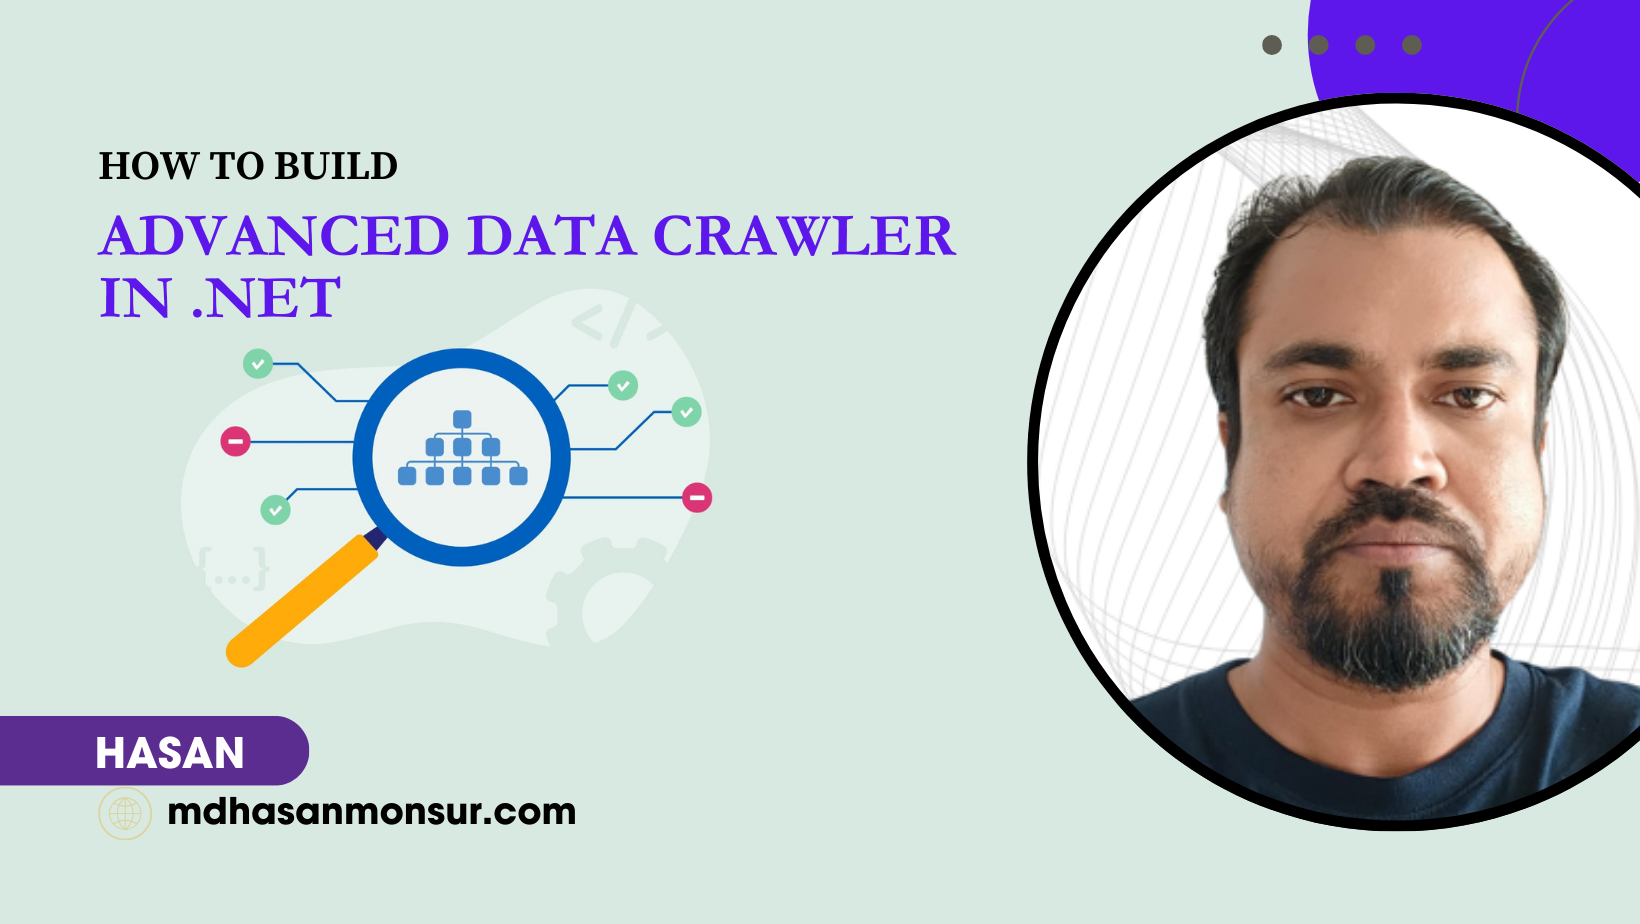 HOW TO BUILD
ADVANCED DATA CRAWLER
IN .NET
</>
{...}
HASAN
mdhasanmonsur.com